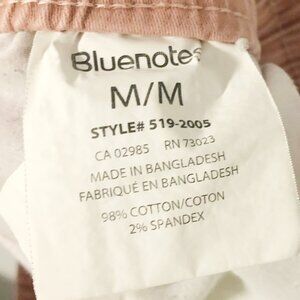 Bluenotes
M/M
STYLE# 519-2005
CA 02985 RN 73023
MADE IN BANGLADESH
FABRIQUÉ EN BANGLADESH
98% COTTON/COTON
2% SPANDEX